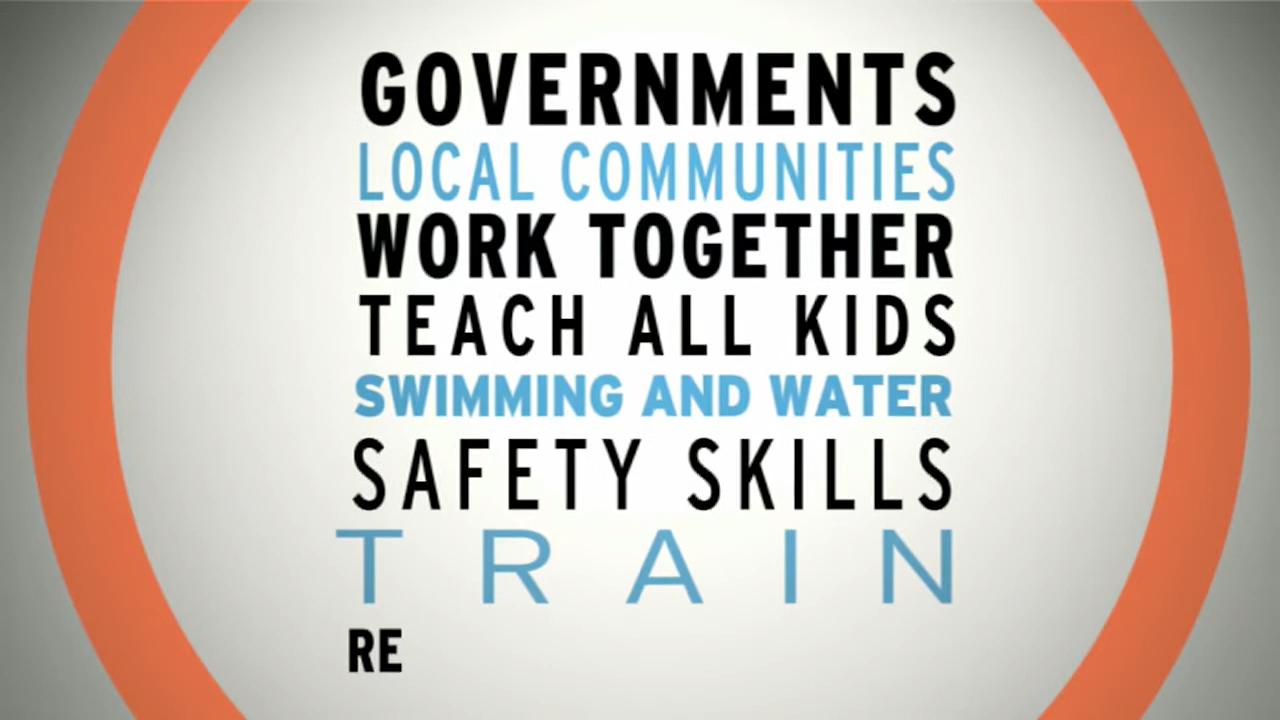 GOVERNMENTS
LOCAL COMMUNITIES
WORK TOGETHER
TEACH ALL KIDS
SWIMMING AND WATER
SAFETY SKILLS
TRAIN
RE